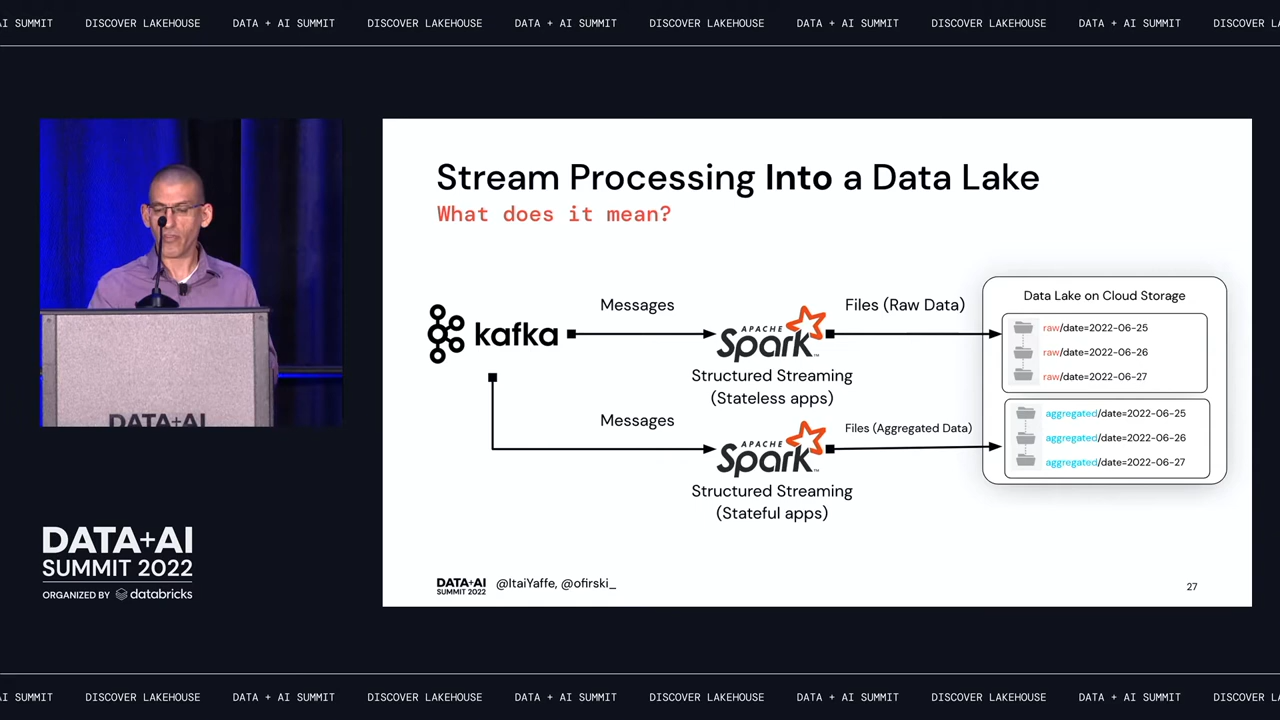 AI SUMMIT DISCOVER LAKEHOUSE DATA + AI SUMMIT DISCOVER LAKEHOUSE DATA + AI SUMMIT DISCOVER LAKEHOUSE DATA + AI SUMMIT DISCOVER LAKEHOUSE DATA + AI SUMMIT DISCOVER L
Stream Processing Into a Data Lake
What does it mean?
Data Lake on Cloud Storage
Messages
Files (Raw Data)
kafka
APACHE
Spark™
raw/date=2022-06-25
raw/date=2022-06-26
raw/date=2022-06-27
Structured Streaming
(Stateless apps)
Messages
Files (Aggregated Data)
APACHE
Spark™
aggregated/date=2022-06-25
aggregated/date=2022-06-26
aggregated/date=2022-06-27
Structured Streaming
(Stateful apps)
DATA+AI
DATA+AI
SUMMIT 2022
ORGANIZED BY databricks
DATA+AI
SUMMIT 2022
@ItaiYaffe, @ofirski_
27
AI SUMMIT DISCOVER LAKEHOUSE DATA + AI SUMMIT DISCOVER LAKEHOUSE DATA + AI SUMMIT DISCOVER LAKEHOUSE DATA + AI SUMMIT DISCOVER LAKEHOUSE DATA + AI SUMMIT DISCOVER L